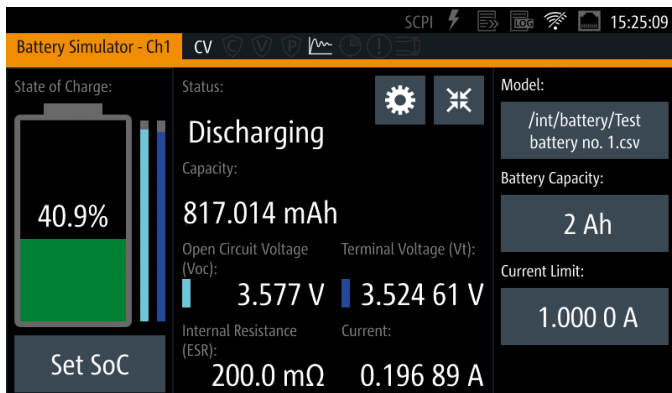 SCPI LOG 15:25:09
Battery Simulator - Ch1 CV C V P
State of Charge:
40.9%
Set SoC
Status:
Discharging
Capacity:
817.014 mAh
Open Circuit Voltage
(Voc):
3.577 V
Terminal Voltage (Vt):
3.524 61 V
Internal Resistance
(ESR):
200.0 mΩ
Current:
0.196 89 A
Model:
/int/battery/Test
battery no. 1.csv
Battery Capacity:
2 Ah
Current Limit:
1.000 0 A